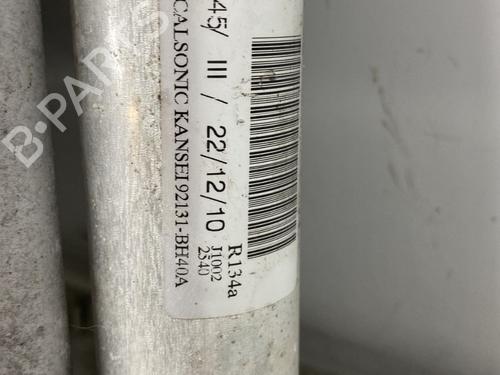 R134a
J1002
2540
45/ III / 22/12/10
CALSONIC KANSEI 92131-BH40A
B-PARTS